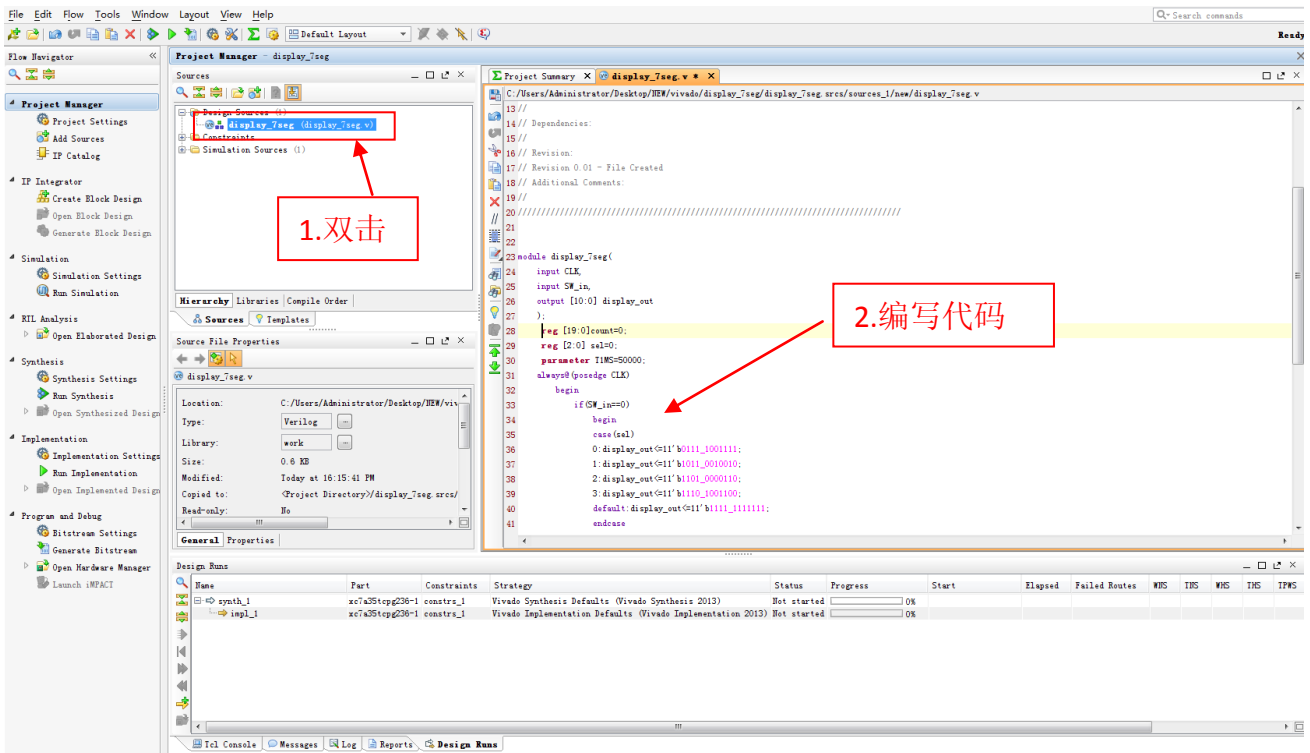 File Edit Flow Tools Window Layout View Help
Search commands
Default Layout
Ready
Flow Navigator
Project Manager - display_7seg
Project Manager
Project Settings
Add Sources
IP Catalog
IP Integrator
Create Block Design
Open Block Design
Generate Block Design
Simulation
Simulation Settings
Run Simulation
RTL Analysis
Open Elaborated Design
Synthesis
Synthesis Settings
Run Synthesis
Open Synthesized Design
Implementation
Implementation Settings
Run Implementation
Open Implemented Design
Program and Debug
Bitstream Settings
Generate Bitstream
Open Hardware Manager
Launch iMPACT
Sources
Design Sources (1)
display_7seg (display_7seg.v)
Constraints
Simulation Sources (1)
1.双击
Hierarchy Libraries Compile Order
Sources Templates
Source File Properties
display_7seg.v
Location: C:/Users/Administrator/Desktop/NEW/viv
Type: Verilog
Library: work
Size: 0.6 KB
Modified: Today at 16:15:41 PM
Copied to: <Project Directory>/display_7seg.srcs/
Read-only: No
General Properties
Project Summary display_7seg.v *
C:/Users/Administrator/Desktop/NEW/vivado/display_7seg/display_7seg.srcs/sources_1/new/display_7seg.v
13 //
14 // Dependencies:
15 //
16 // Revision:
17 // Revision 0.01 - File Created
18 // Additional Comments:
19 //
20 //////////////////////////////////////////////////////////////////////////////////
21
22
23 module display_7seg(
24 input CLK,
25 input SW_in,
26 output [10:0] display_out
27 );
28 reg [19:0]count=0;
29 reg [2:0] sel=0;
30 parameter T1MS=50000;
31 always@(posedge CLK)
32 begin
33 if(SW_in==0)
34 begin
35 case(sel)
36 0:display_out<=11'b0111_1001111;
37 1:display_out<=11'b1011_0010010;
38 2:display_out<=11'b1101_0000110;
39 3:display_out<=11'b1110_1001100;
40 default:display_out<=11'b1111_1111111;
41 endcase
2.编写代码
Design Runs
Name Part Constraints Strategy Status Progress Start Elapsed Failed Routes WNS TNS WHS THS TPWS
synth_1 xc7a35tcpg236-1 constrs_1 Vivado Synthesis Defaults (Vivado Synthesis 2013) Not started 0%
impl_1 xc7a35tcpg236-1 constrs_1 Vivado Implementation Defaults (Vivado Implementation 2013) Not started 0%
Tcl Console Messages Log Reports Design Runs